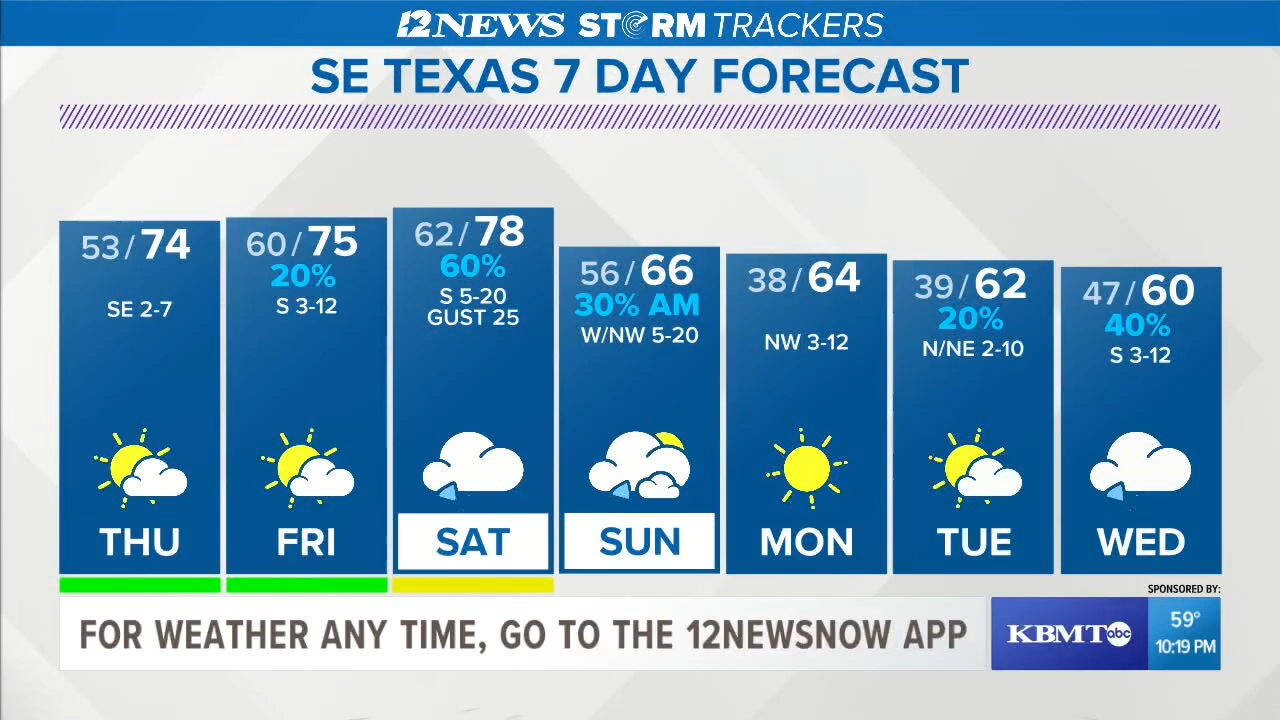 12NEWS STORM TRACKERS
SE TEXAS 7 DAY FORECAST
53/74
SE 2-7
THU
60/75
20%
S 3-12
FRI
62/78
60%
S 5-20
GUST 25
SAT
56/66
30% AM
W/NW 5-20
SUN
38/64
NW 3-12
MON
39/62
20%
N/NE 2-10
TUE
47/60
40%
S 3-12
WED
SPONSORED BY:
FOR WEATHER ANY TIME, GO TO THE 12NEWSNOW APP
KBMT abc
59°
10:19 PM